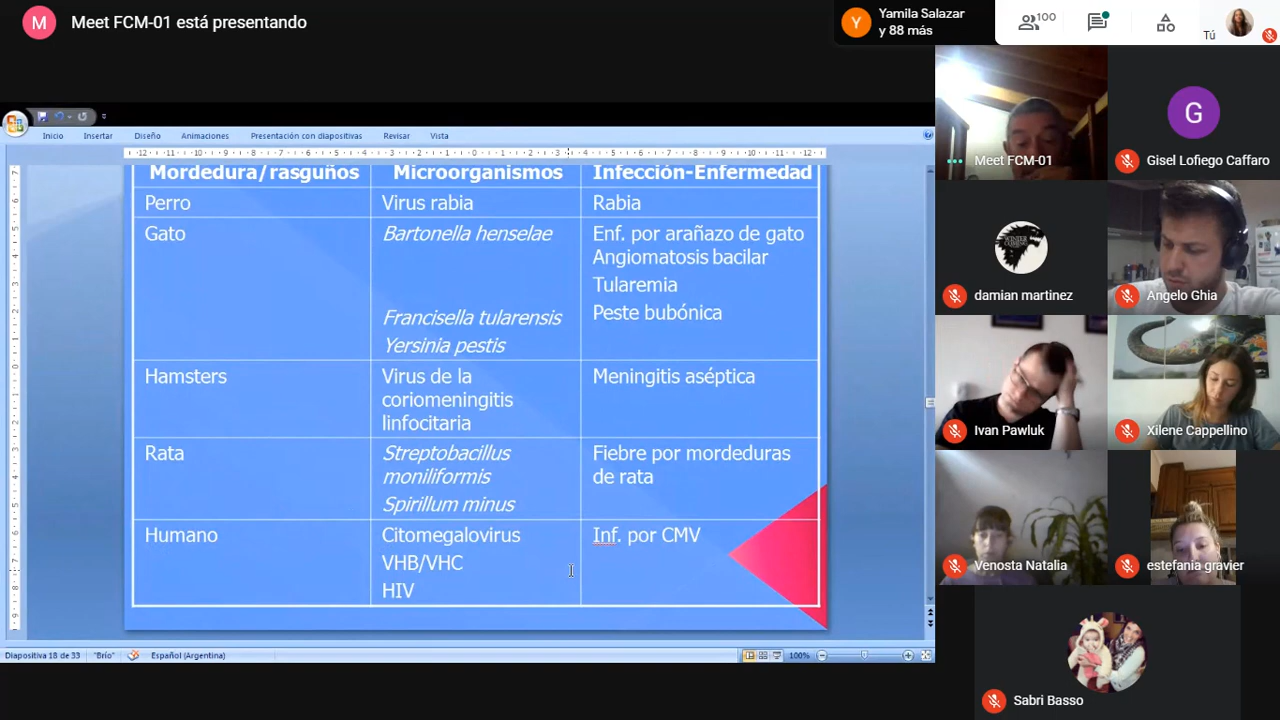 M Meet FCM-01 está presentando
Y Yamila Salazar
y 88 más
100
Tú
Inicio Insertar Diseño Animaciones Presentación con diapositivas Revisar Vista
Mordedura/rasguños Microorganismos Infección-Enfermedad
Perro Virus rabia Rabia
Gato Bartonella henselae Enf. por arañazo de gato
Angiomatosis bacilar
Tularemia
Francisella tularensis Peste bubónica
Yersinia pestis
Hamsters Virus de la Meningitis aséptica
coriomeningitis
linfocitaria
Rata Streptobacillus Fiebre por mordeduras
moniliformis de rata
Spirillum minus
Humano Citomegalovirus Inf. por CMV
VHB/VHC
HIV
Diapositiva 18 de 33 "Brío" Español (Argentina) 100%
Meet FCM-01
G
Gisel Lofiego Caffaro
damian martinez
Angelo Ghia
Ivan Pawluk
Xilene Cappellino
Venosta Natalia
estefania gravier
Sabri Basso